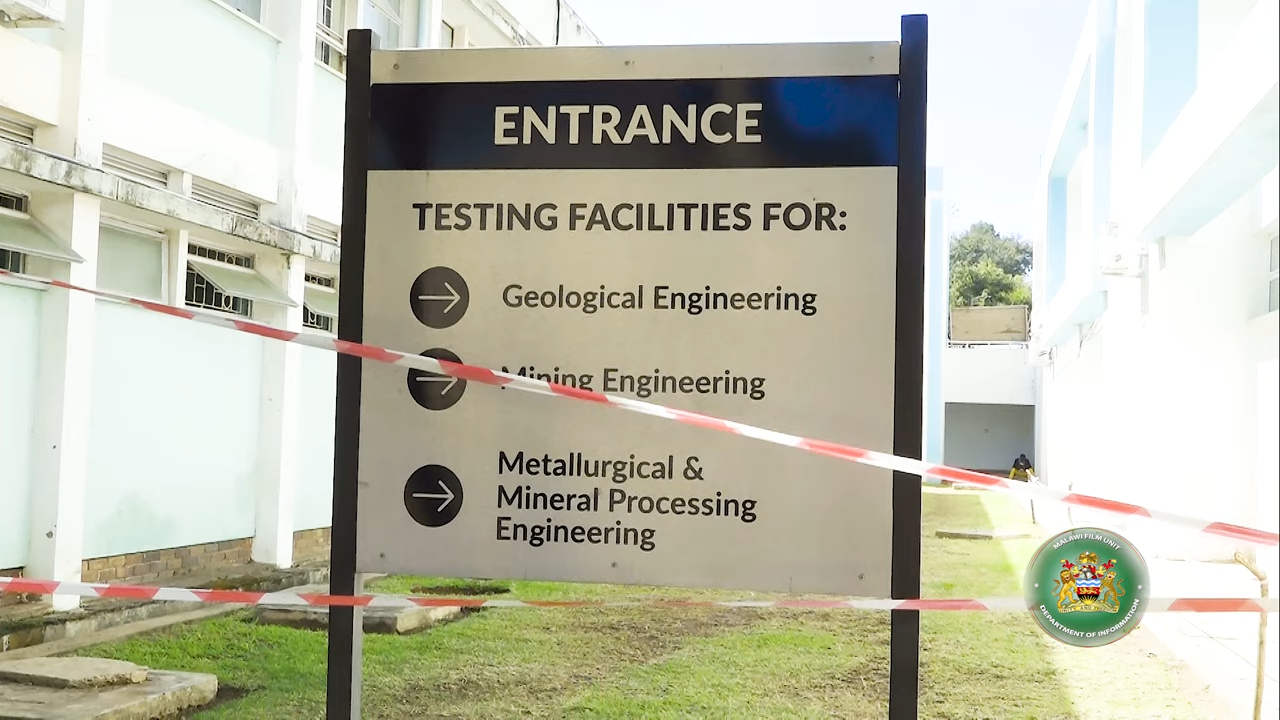 ENTRANCE
TESTING FACILITIES FOR:
Geological Engineering
Mining Engineering
Metallurgical &
Mineral Processing
Engineering
MALAWI FILM UNIT
DEPARTMENT OF INFORMATION